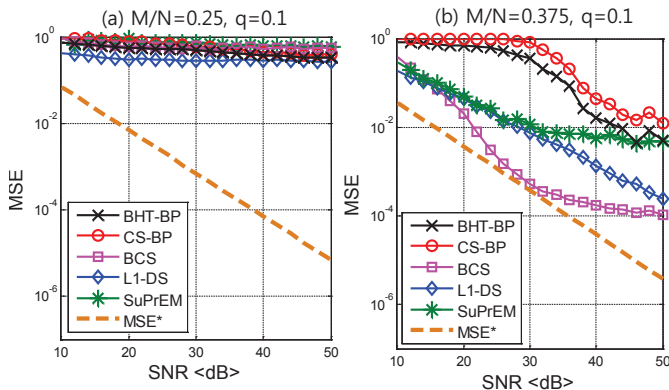 (a) M/N=0.25, q=0.1
10^0
10^-2
10^-4
10^-6
MSE
BHT-BP
CS-BP
BCS
L1-DS
SuPrEM
MSE*
10 20 30 40 50
SNR <dB>
(b) M/N=0.375, q=0.1
10^0
10^-2
10^-4
10^-6
MSE
BHT-BP
CS-BP
BCS
L1-DS
SuPrEM
MSE*
10 20 30 40 50
SNR <dB>